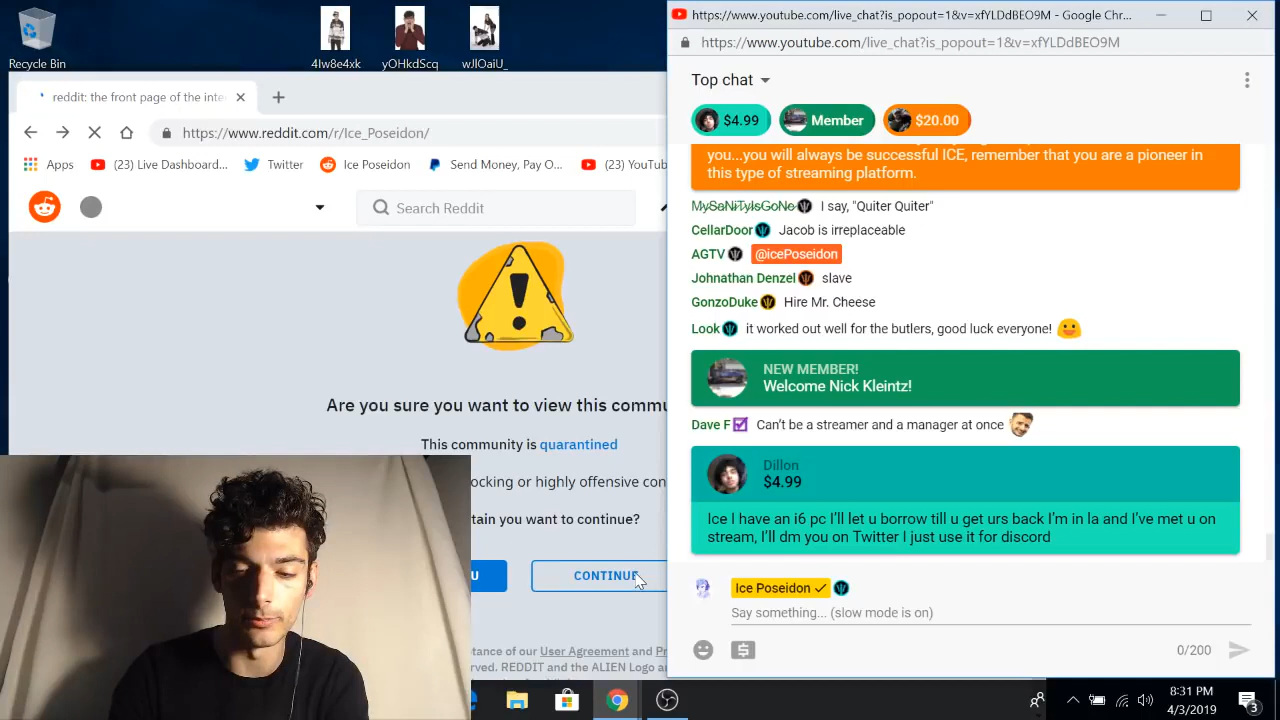 Recycle Bin
4Iw8e4xk
yOHkdScq
wJlOaiU_
reddit: the front page of the inte
https://www.reddit.com/r/Ice_Poseidon/
Apps
(23) Live Dashboard...
Twitter
Ice Poseidon
Send Money, Pay O...
(23) YouTub
Search Reddit
Are you sure you want to view this commu
This community is quarantined
ocking or highly offensive con
tain you want to continue?
U
CONTINUE
tance of our User Agreement and Pr
rved. REDDIT and the ALIEN Logo a
https://www.youtube.com/live_chat?is_popout=1&v=xfYLDdBEO9M - Google Chr...
https://www.youtube.com/live_chat?is_popout=1&v=xfYLDdBEO9M
Top chat
$4.99
Member
$20.00
you...you will always be successful ICE, remember that you are a pioneer in
this type of streaming platform.
MySaNiTyIsGoNe I say, "Quiter Quiter"
CellarDoor Jacob is irreplaceable
AGTV @icePoseidon
Johnathan Denzel slave
GonzoDuke Hire Mr. Cheese
Look it worked out well for the butlers, good luck everyone!
NEW MEMBER!
Welcome Nick Kleintz!
Dave F Can't be a streamer and a manager at once
Dillon
$4.99
Ice I have an i6 pc I'll let u borrow till u get urs back I'm in la and I've met u on
stream, I'll dm you on Twitter I just use it for discord
Ice Poseidon
Say something... (slow mode is on)
0/200
8:31 PM
4/3/2019
3